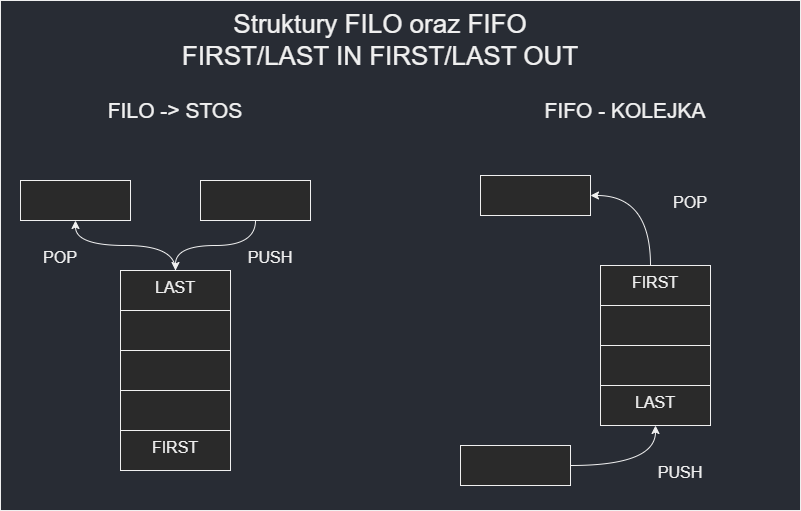 Struktury FILO oraz FIFO
FIRST/LAST IN FIRST/LAST OUT
FILO -> STOS
POP
PUSH
LAST
FIRST
FIFO - KOLEJKA
POP
FIRST
LAST
PUSH